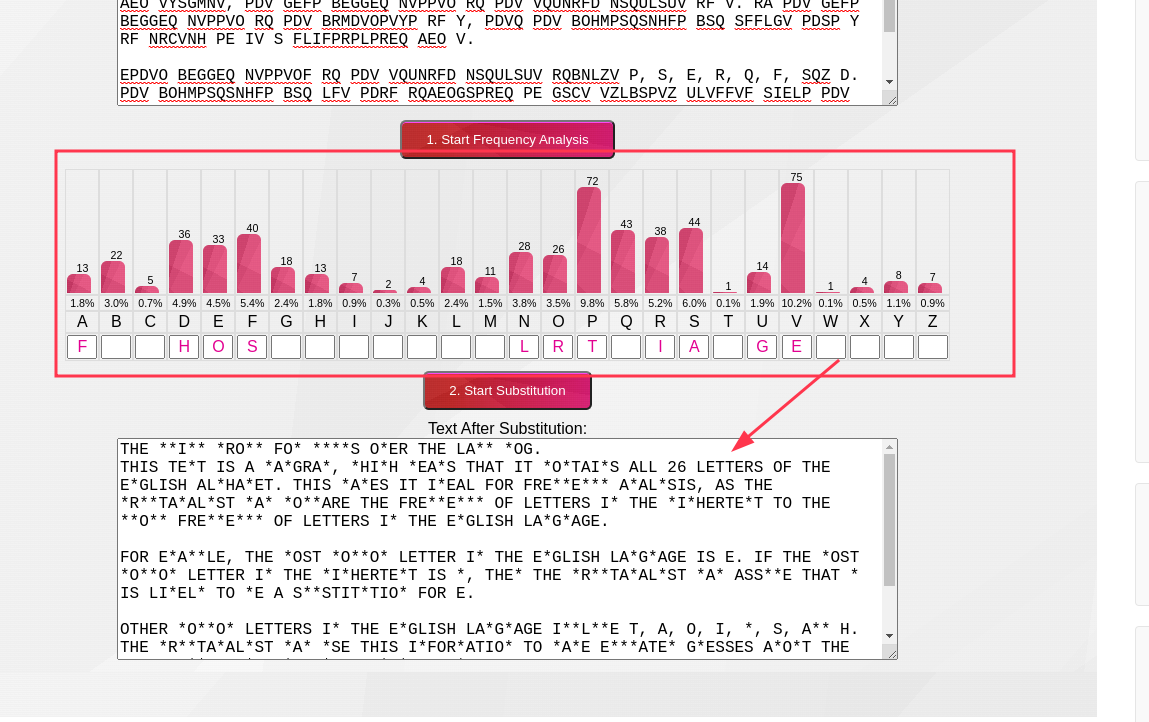 AEO VYSGMNV, PDV GEFP BEGGEQ NVPPVO RQ PDV VQUNRFD NSQULSUV RF V. RA PDV GEFP
BEGGEQ NVPPVO RQ PDV BRMDVOPVYP RF Y, PDVQ PDV BOHMPSQSNHFP BSQ SFFLGV PDSP Y
RF NRCVNH PE IV S FLIFPRPLPREQ AEO V.
EPDVO BEGGEQ NVPPVOF RQ PDV VQUNRFD NSQULSUV RQBNLZV P, S, E, R, Q, F, SQZ D.
PDV BOHMPSQSNHFP BSQ LFV PDRF RQAEOGSPREQ PE GSCV VZLBSPVZ ULVFFVF SIELP PDV
1. Start Frequency Analysis
13 22 5 36 33 40 18 13 7 2 4 18 11 28 26 72 43 38 44 1 14 75 1 4 8 7
1.8% 3.0% 0.7% 4.9% 4.5% 5.4% 2.4% 1.8% 0.9% 0.3% 0.5% 2.4% 1.5% 3.8% 3.5% 9.8% 5.8% 5.2% 6.0% 0.1% 1.9% 10.2% 0.1% 0.5% 1.1% 0.9%
A B C D E F G H I J K L M N O P Q R S T U V W X Y Z
F H O S L R T I A G E
2. Start Substitution
Text After Substitution:
THE **I** *RO** FO* ****S O*ER THE LA** *OG.
THIS TE*T IS A *A*GRA*, *HI*H *EA*S THAT IT *O*TAI*S ALL 26 LETTERS OF THE
E*GLISH AL*HA*ET. THIS *A*ES IT I*EAL FOR FRE**E*** A*AL*SIS, AS THE
*R**TA*AL*ST *A* *O**ARE THE FRE**E*** OF LETTERS I* THE *I*HERTE*T TO THE
**O** FRE**E*** OF LETTERS I* THE E*GLISH LA*G*AGE.
FOR E*A**LE, THE *OST *O**O* LETTER I* THE E*GLISH LA*G*AGE IS E. IF THE *OST
*O**O* LETTER I* THE *I*HERTE*T IS *, THE* THE *R**TA*AL*ST *A* ASS**E THAT *
IS LI*EL* TO *E A S**STIT*TIO* FOR E.
OTHER *O**O* LETTERS I* THE E*GLISH LA*G*AGE I**L**E T, A, O, I, *, S, A** H.
THE *R**TA*AL*ST *A* *SE THIS I*FOR*ATIO* TO *A*E E***ATE* G*ESSES A*O*T THE